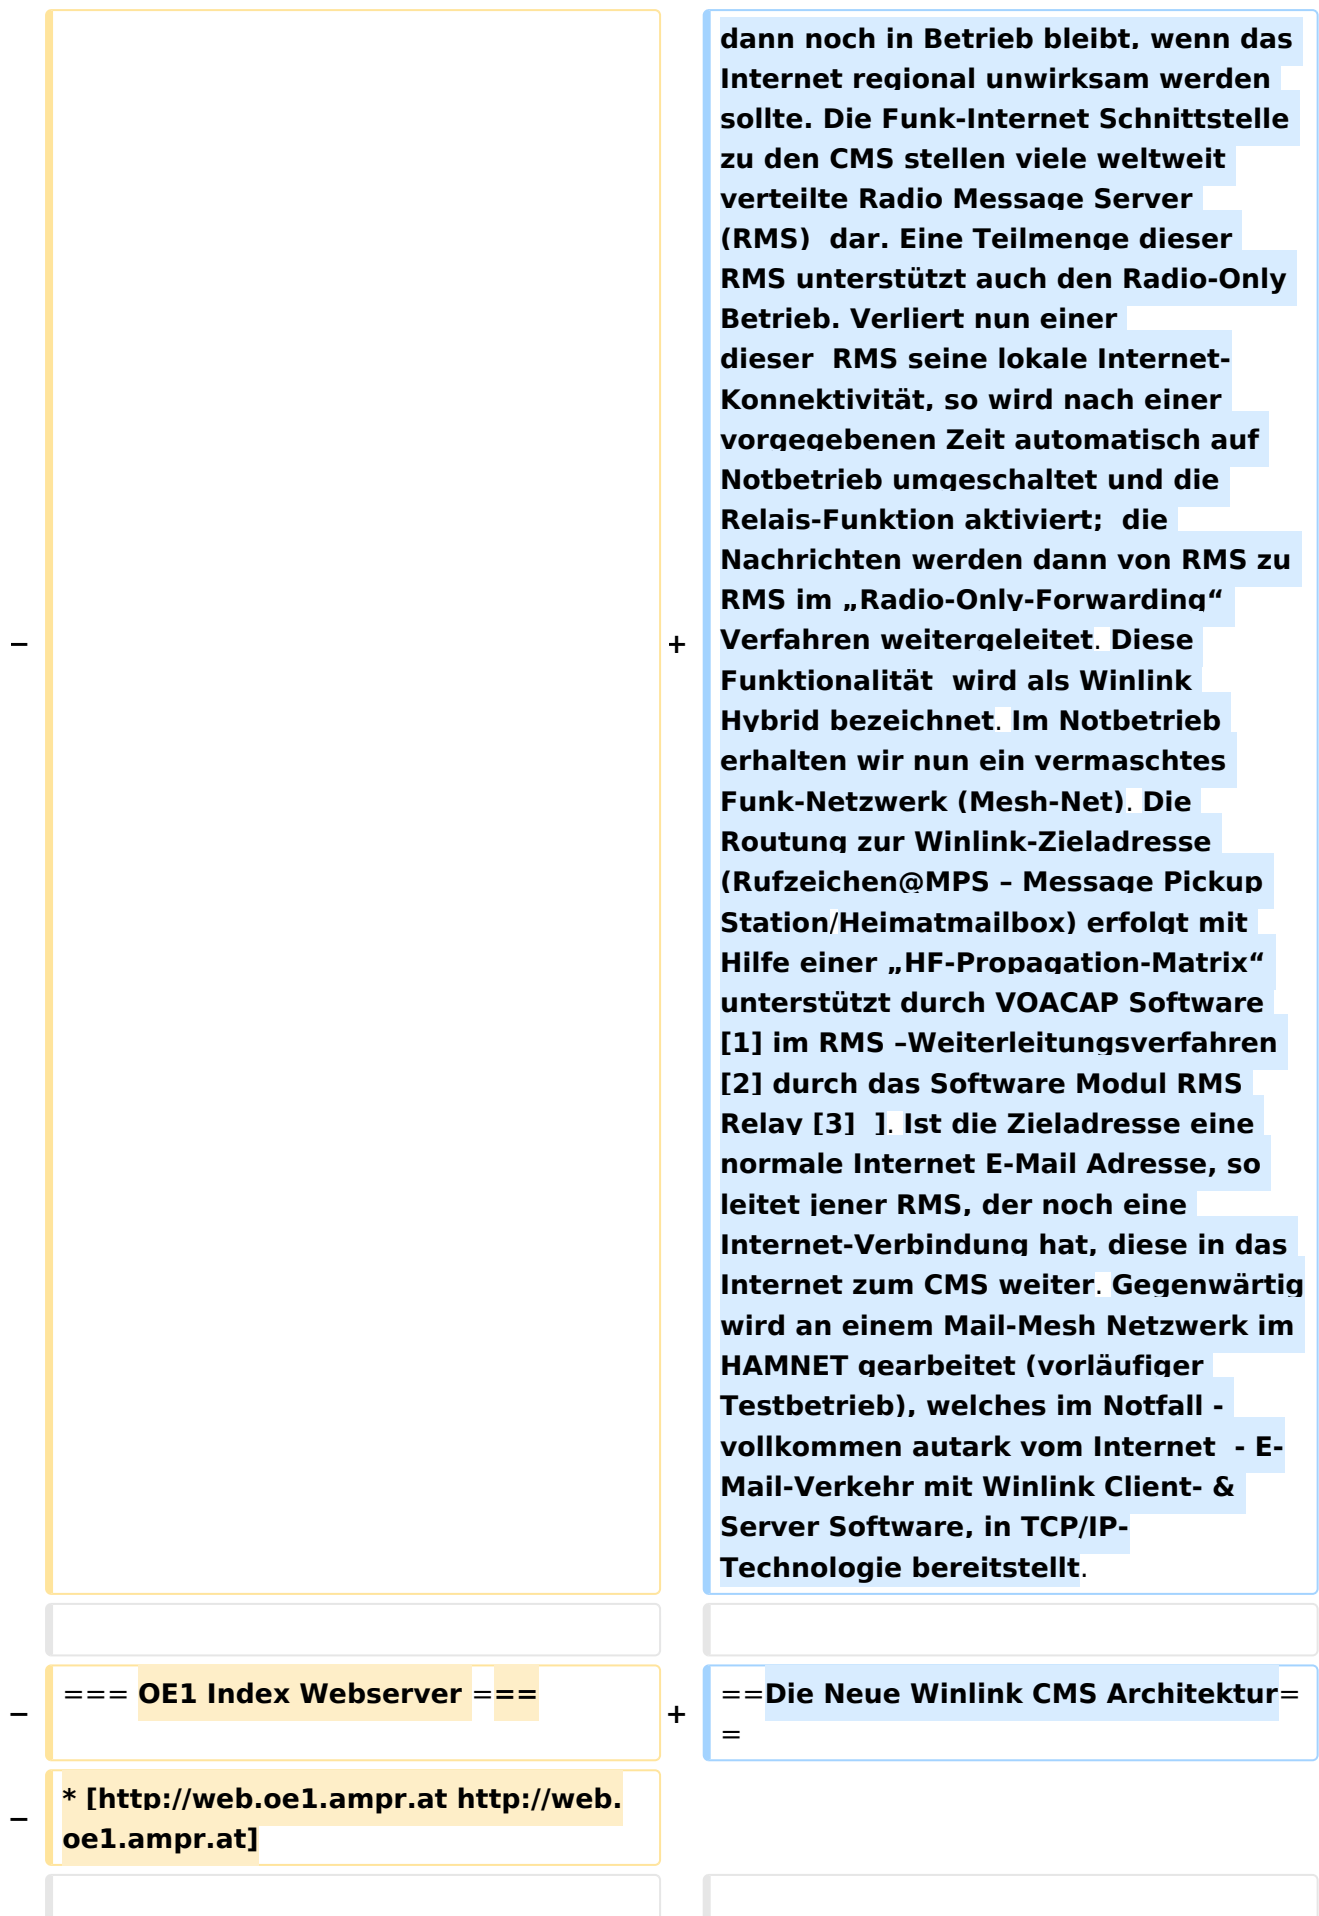 dann noch in Betrieb bleibt, wenn das
Internet regional unwirksam werden
sollte. Die Funk-Internet Schnittstelle
zu den CMS stellen viele weltweit
verteilte Radio Message Server
(RMS)  dar. Eine Teilmenge dieser
RMS unterstützt auch den Radio-Only
Betrieb. Verliert nun einer
dieser  RMS seine lokale Internet-
Konnektivität, so wird nach einer
vorgegebenen Zeit automatisch auf
Notbetrieb umgeschaltet und die
Relais-Funktion aktiviert;  die
Nachrichten werden dann von RMS zu
RMS im „Radio-Only-Forwarding“
− + Verfahren weitergeleitet. Diese
Funktionalität  wird als Winlink
Hybrid bezeichnet. Im Notbetrieb
erhalten wir nun ein vermaschtes
Funk-Netzwerk (Mesh-Net). Die
Routung zur Winlink-Zieladresse
(Rufzeichen@MPS – Message Pickup
Station/Heimatmailbox) erfolgt mit
Hilfe einer „HF-Propagation-Matrix“
unterstützt durch VOACAP Software
[1] im RMS –Weiterleitungsverfahren
[2] durch das Software Modul RMS
Relay [3]  ]. Ist die Zieladresse eine
normale Internet E-Mail Adresse, so
leitet jener RMS, der noch eine
Internet-Verbindung hat, diese in das
Internet zum CMS weiter. Gegenwärtig
wird an einem Mail-Mesh Netzwerk im
HAMNET gearbeitet (vorläufiger
Testbetrieb), welches im Notfall -
vollkommen autark vom Internet  - E-
Mail-Verkehr mit Winlink Client- &
Server Software, in TCP/IP-
Technologie bereitstellt.
− === OE1 Index Webserver ===
+ ==Die Neue Winlink CMS Architektur=
=
− * [http://web.oe1.ampr.at http://web.
oe1.ampr.at]